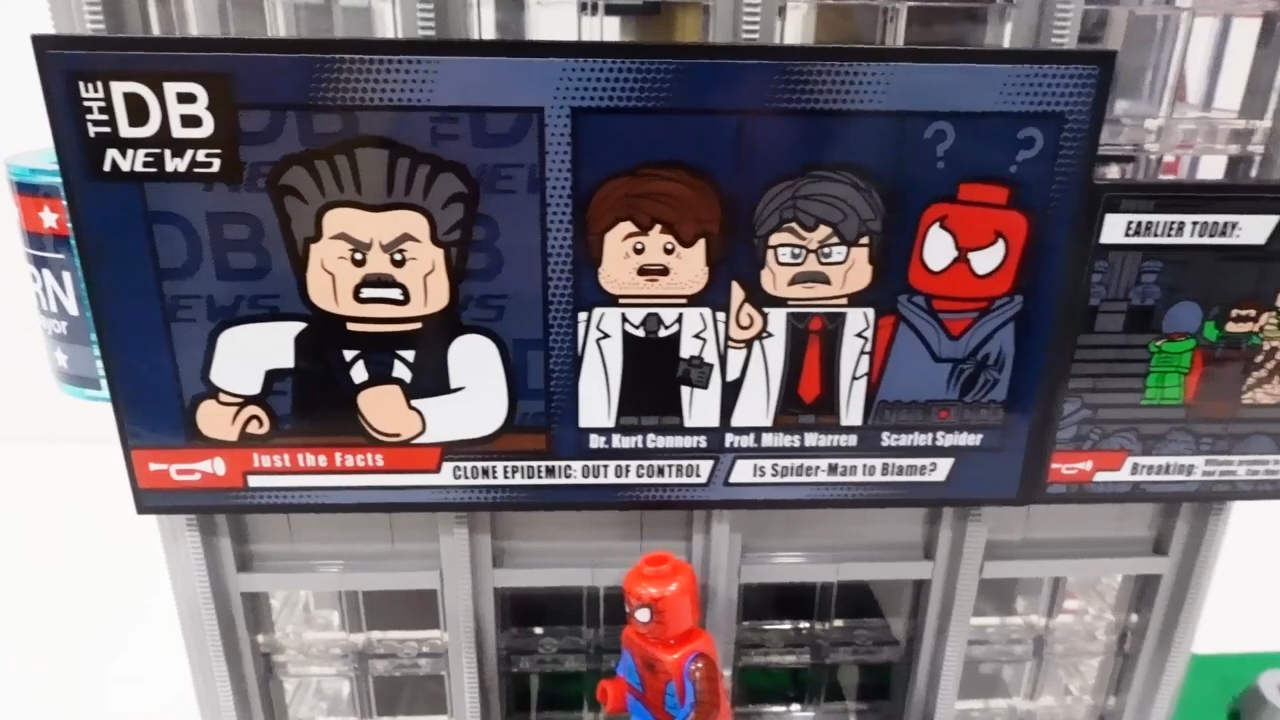 THE
DB
NEWS
? ?
Dr. Kurt Connors Prof. Miles Warren Scarlet Spider
Just the Facts
CLONE EPIDEMIC: OUT OF CONTROL Is Spider-Man to Blame?
EARLIER TODAY:
Breaking:
RN